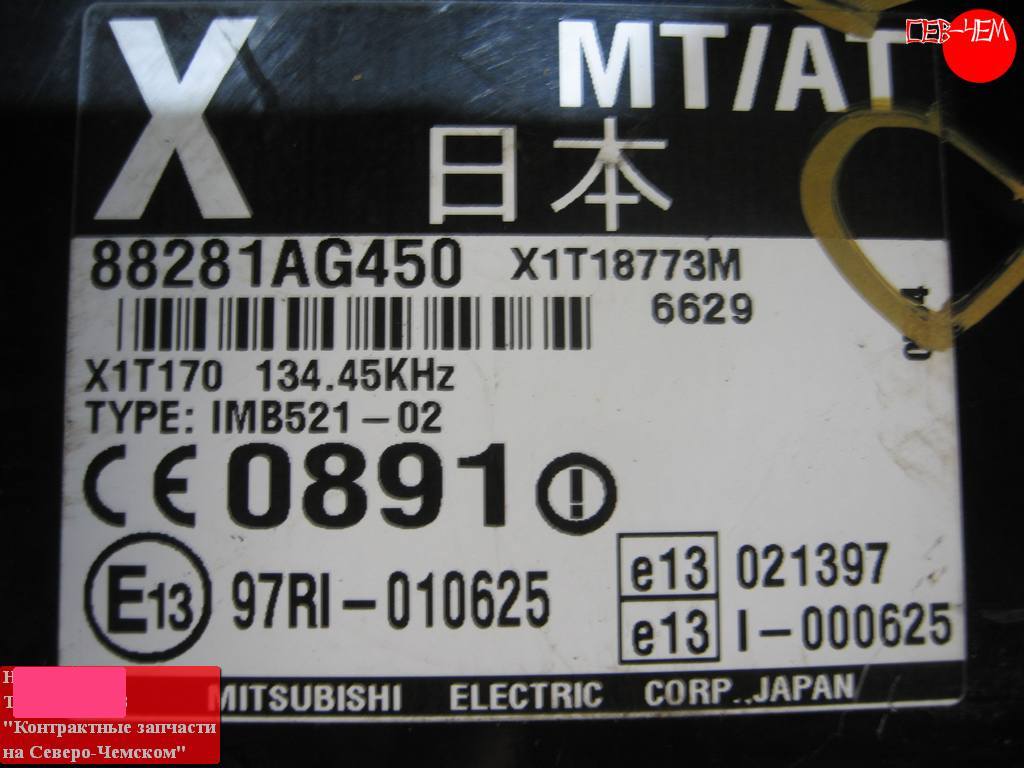 X MT/AT
СЕВ-ЧЕМ
日本
88281AG450 X1T18773M
6629
X1T170 134.45KHz
TYPE: IMB521-02
CE 0891
E13 97RI-010625
e13 021397
e13 I-000625
MITSUBISHI ELECTRIC CORP. JAPAN
"Контрактные запчасти
на Северо-Чемском"